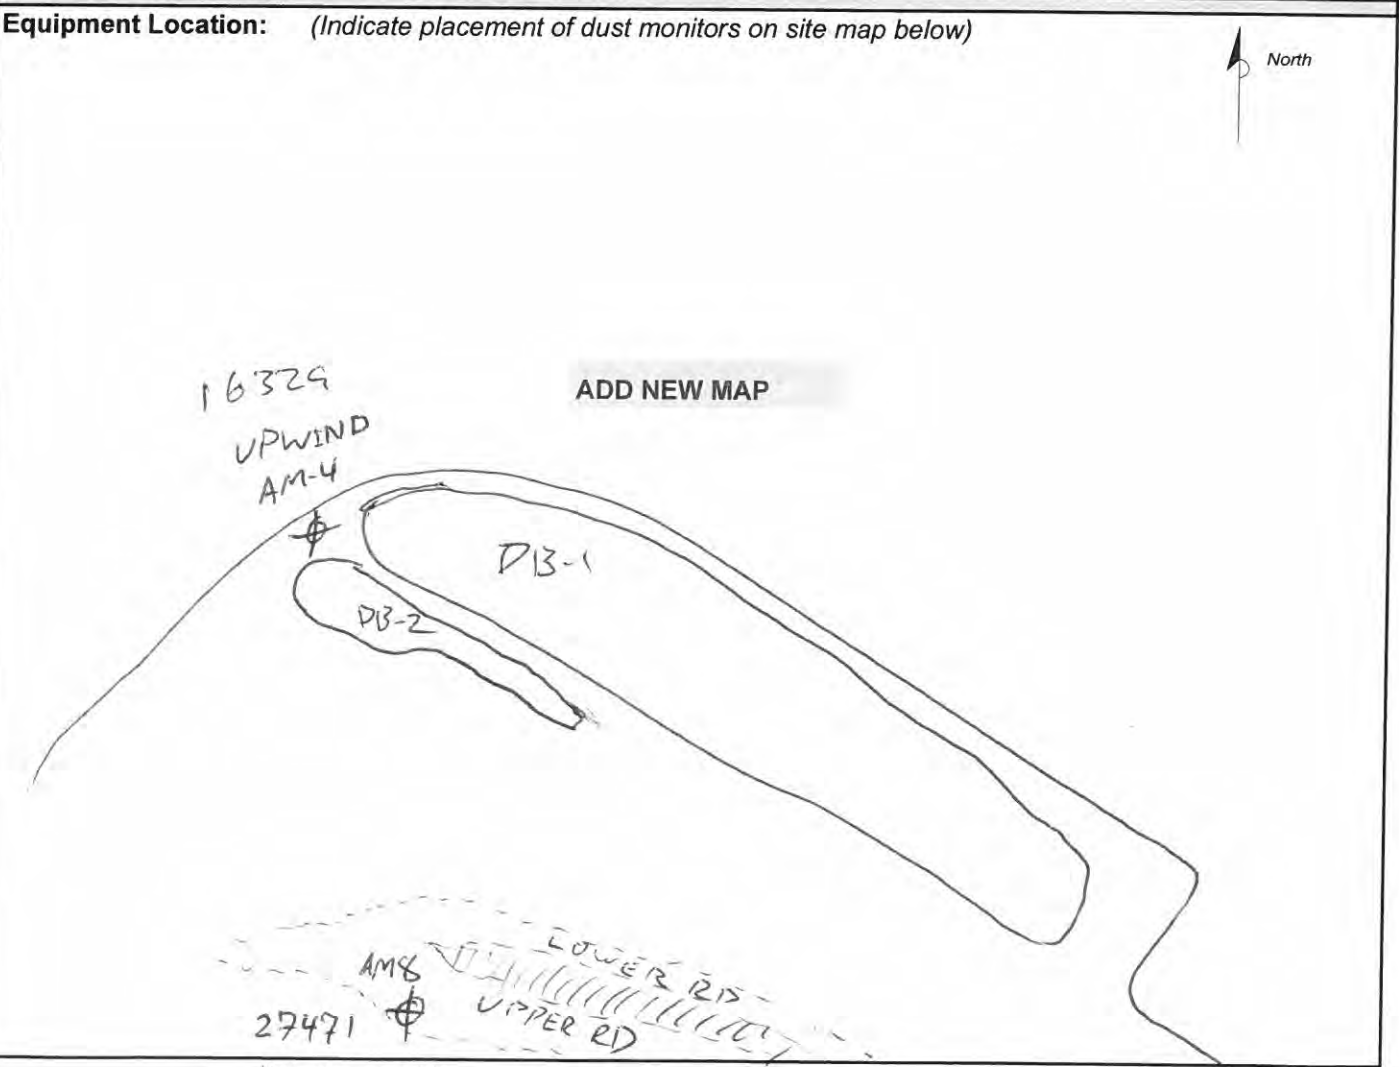 Equipment Location: (Indicate placement of dust monitors on site map below)
North
ADD NEW MAP
16329
UPWIND
AM-4
DB-1
DB-2
LOWER RD
AM8
UPPER RD
27471